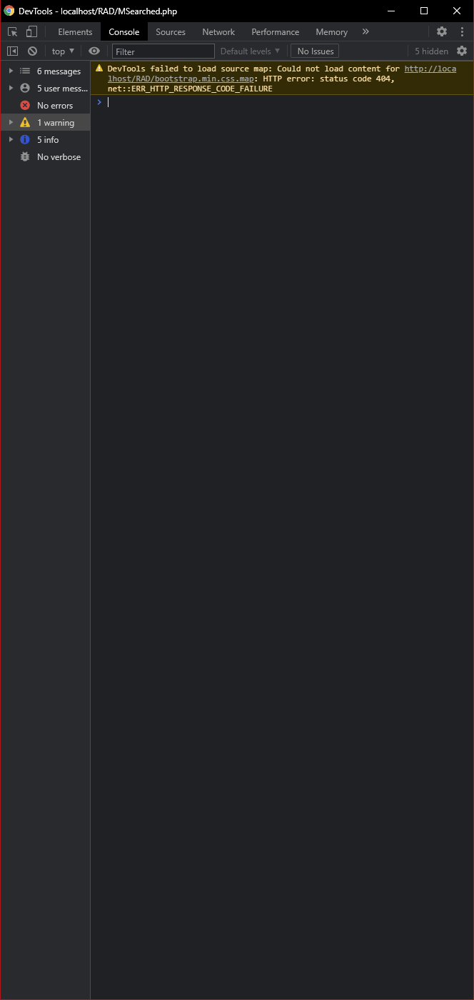 DevTools - localhost/RAD/MSearched.php
Elements Console Sources Network Performance Memory »
top ▼ Filter Default levels ▼ No Issues 5 hidden
6 messages
5 user mess...
No errors
1 warning
5 info
No verbose
DevTools failed to load source map: Could not load content for http://loca
lhost/RAD/bootstrap.min.css.map: HTTP error: status code 404,
net::ERR_HTTP_RESPONSE_CODE_FAILURE